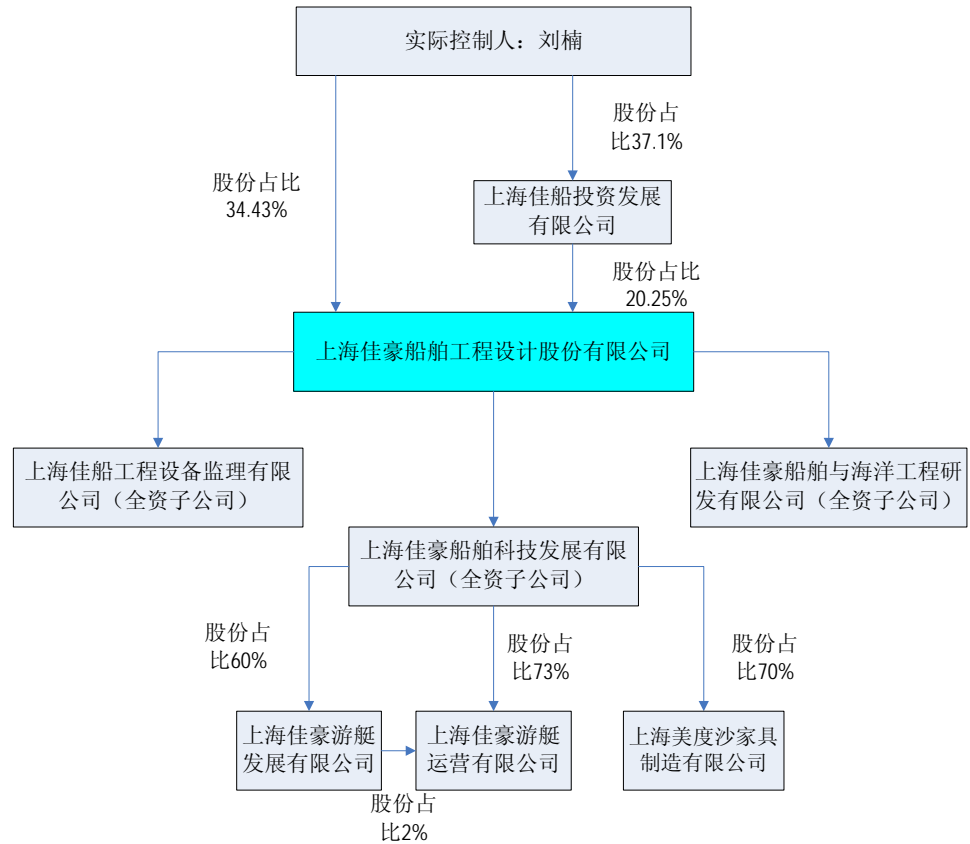 实际控制人：刘楠
股份占
比37.1%
股份占比
34.43%
上海佳船投资发展
有限公司
股份占比
20.25%
上海佳豪船舶工程设计股份有限公司
上海佳船工程设备监理有限
公司（全资子公司）
上海佳豪船舶与海洋工程研
发有限公司（全资子公司）
上海佳豪船舶科技发展有限
公司（全资子公司）
股份占
比60%
股份占
比73%
股份占
比70%
上海佳豪游艇
发展有限公司
上海佳豪游艇
运营有限公司
上海美度沙家具
制造有限公司
股份占
比2%